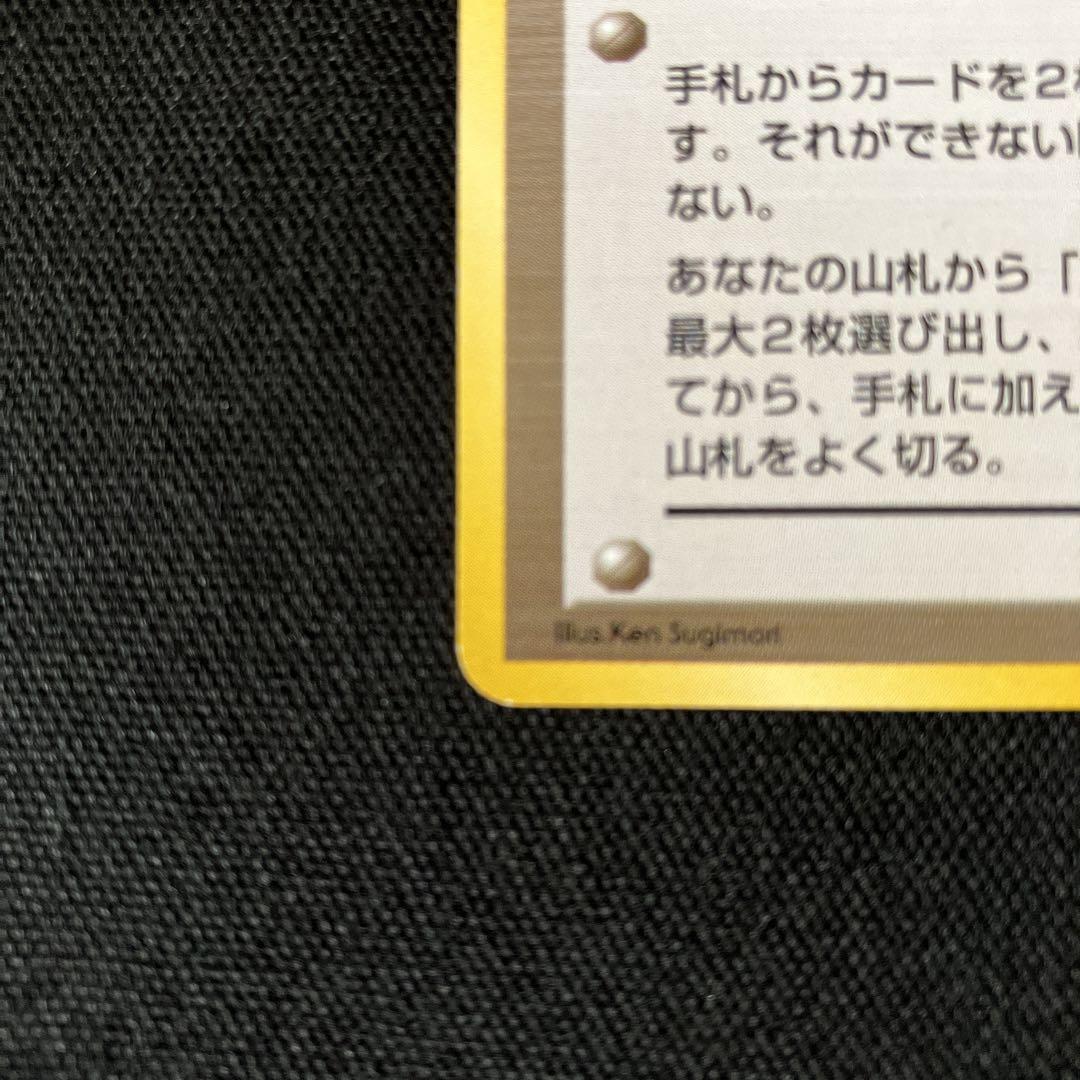 手札からカードを２
す。それができない
ない。
あなたの山札から「
最大２枚選び出し、
てから、手札に加え
山札をよく切る。
Illus. Ken Sugimori